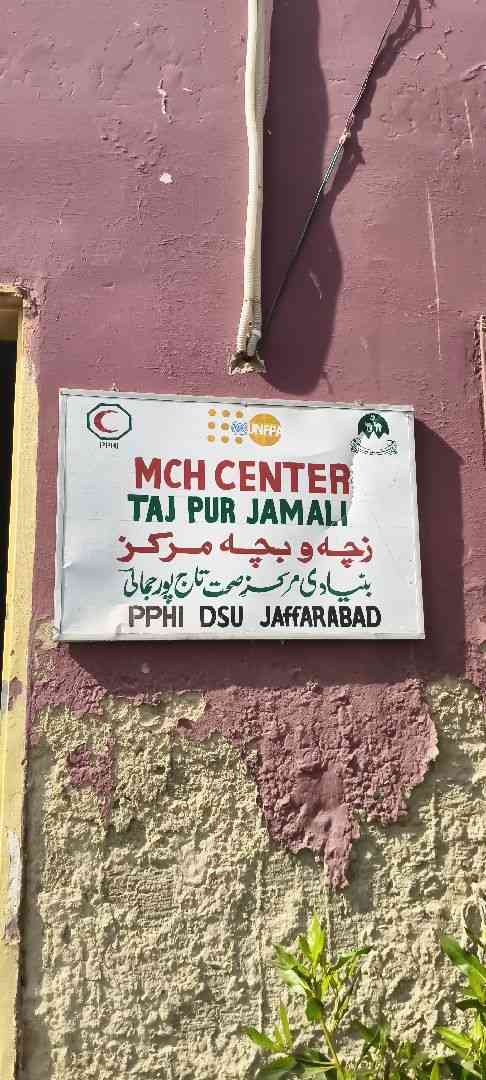 PPHI
UNFPA
MCH CENTER
TAJ PUR JAMALI
زچہ و بچہ مرکز
بنیادی مرکز صحت تاج پور جمالی
PPHI DSU JAffARABAD